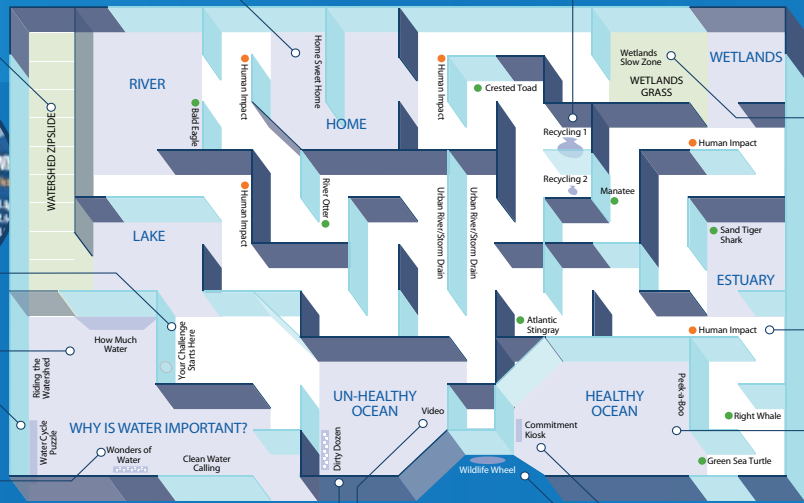 WATERSHED ZIPSLIDE
RIVER
Bald Eagle
Human Impact
Home Sweet Home
HOME
Human Impact
Crested Toad
Recycling 1
Recycling 2
Wetlands
Slow Zone
WETLANDS
GRASS
WETLANDS
Human Impact
Manatee
Sand Tiger
Shark
ESTUARY
LAKE
Human Impact
River Otter
Urban River/Storm Drain
Urban River/Storm Drain
Atlantic
Stingray
Human Impact
How Much
Water
Your Challenge
Starts Here
Riding the
Watershed
Water Cycle
Puzzle
WHY IS WATER IMPORTANT?
Wonders of
Water
Clean Water
Calling
UN-HEALTHY
OCEAN
Video
Dirty Dozen
Wildlife Wheel
Commitment
Kiosk
HEALTHY
OCEAN
Peek-a-Boo
Right Whale
Green Sea Turtle